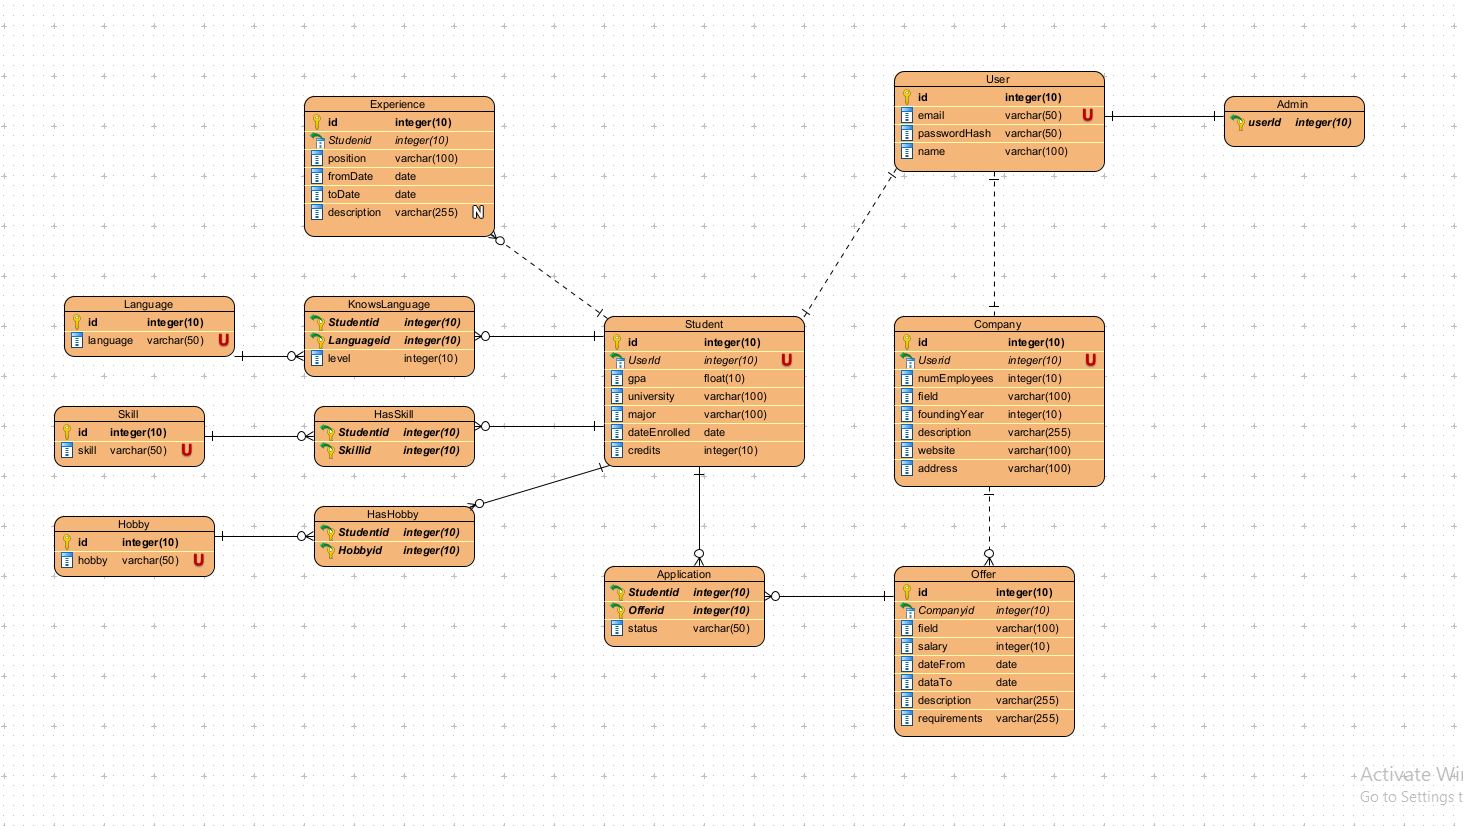 User
id integer(10)
email varchar(50) U
passwordHash varchar(50)
name varchar(100)
Admin
userId integer(10)
Experience
id integer(10)
Studenid integer(10)
position varchar(100)
fromDate date
toDate date
description varchar(255) N
Language
id integer(10)
language varchar(50) U
KnowsLanguage
Studentid integer(10)
Languageid integer(10)
level integer(10)
Student
id integer(10)
UserId integer(10) U
gpa float(10)
university varchar(100)
major varchar(100)
dateEnrolled date
credits integer(10)
Company
id integer(10)
Userid integer(10) U
numEmployees integer(10)
field varchar(100)
foundingYear integer(10)
description varchar(255)
website varchar(100)
address varchar(100)
Skill
id integer(10)
skill varchar(50) U
HasSkill
Studentid integer(10)
Skillid integer(10)
Hobby
id integer(10)
hobby varchar(50) U
HasHobby
Studentid integer(10)
Hobbyid integer(10)
Application
Studentid integer(10)
Offerid integer(10)
status varchar(50)
Offer
id integer(10)
Companyid integer(10)
field varchar(100)
salary integer(10)
dateFrom date
dataTo date
description varchar(255)
requirements varchar(255)
Activate Wi
Go to Settings t